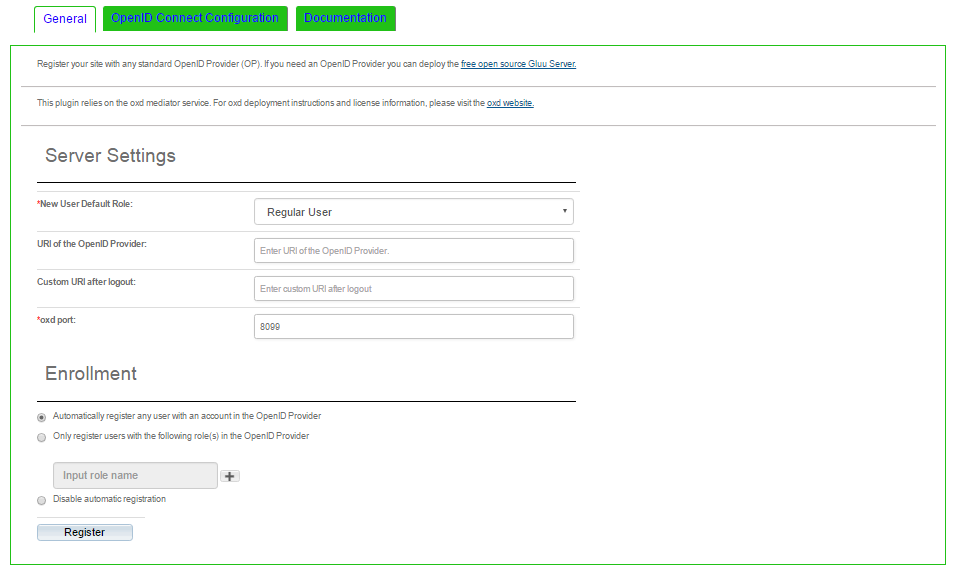 General
OpenID Connect Configuration
Documentation
Register your site with any standard OpenID Provider (OP). If you need an OpenID Provider you can deploy the free open source Gluu Server.
This plugin relies on the oxd mediator service. For oxd deployment instructions and license information, please visit the oxd website.
Server Settings
*New User Default Role:
Regular User
URI of the OpenID Provider:
Enter URI of the OpenID Provider.
Custom URI after logout:
Enter custom URI after logout
*oxd port:
8099
Enrollment
Automatically register any user with an account in the OpenID Provider
Only register users with the following role(s) in the OpenID Provider
Input role name
Disable automatic registration
Register